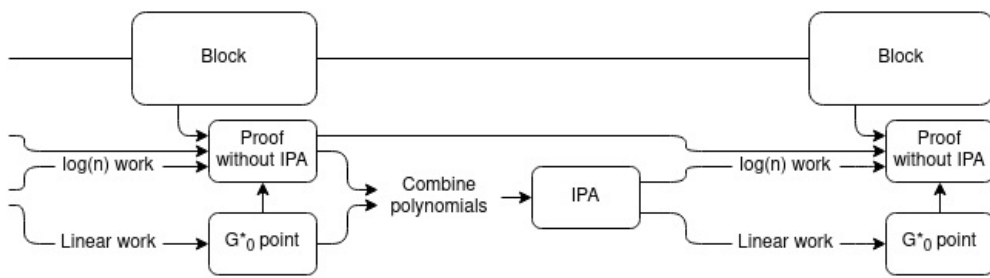 Block
Block
Proof
without IPA
Proof
without IPA
log(n) work
log(n) work
Combine
polynomials
IPA
Linear work
G*0 point
Linear work
G*0 point